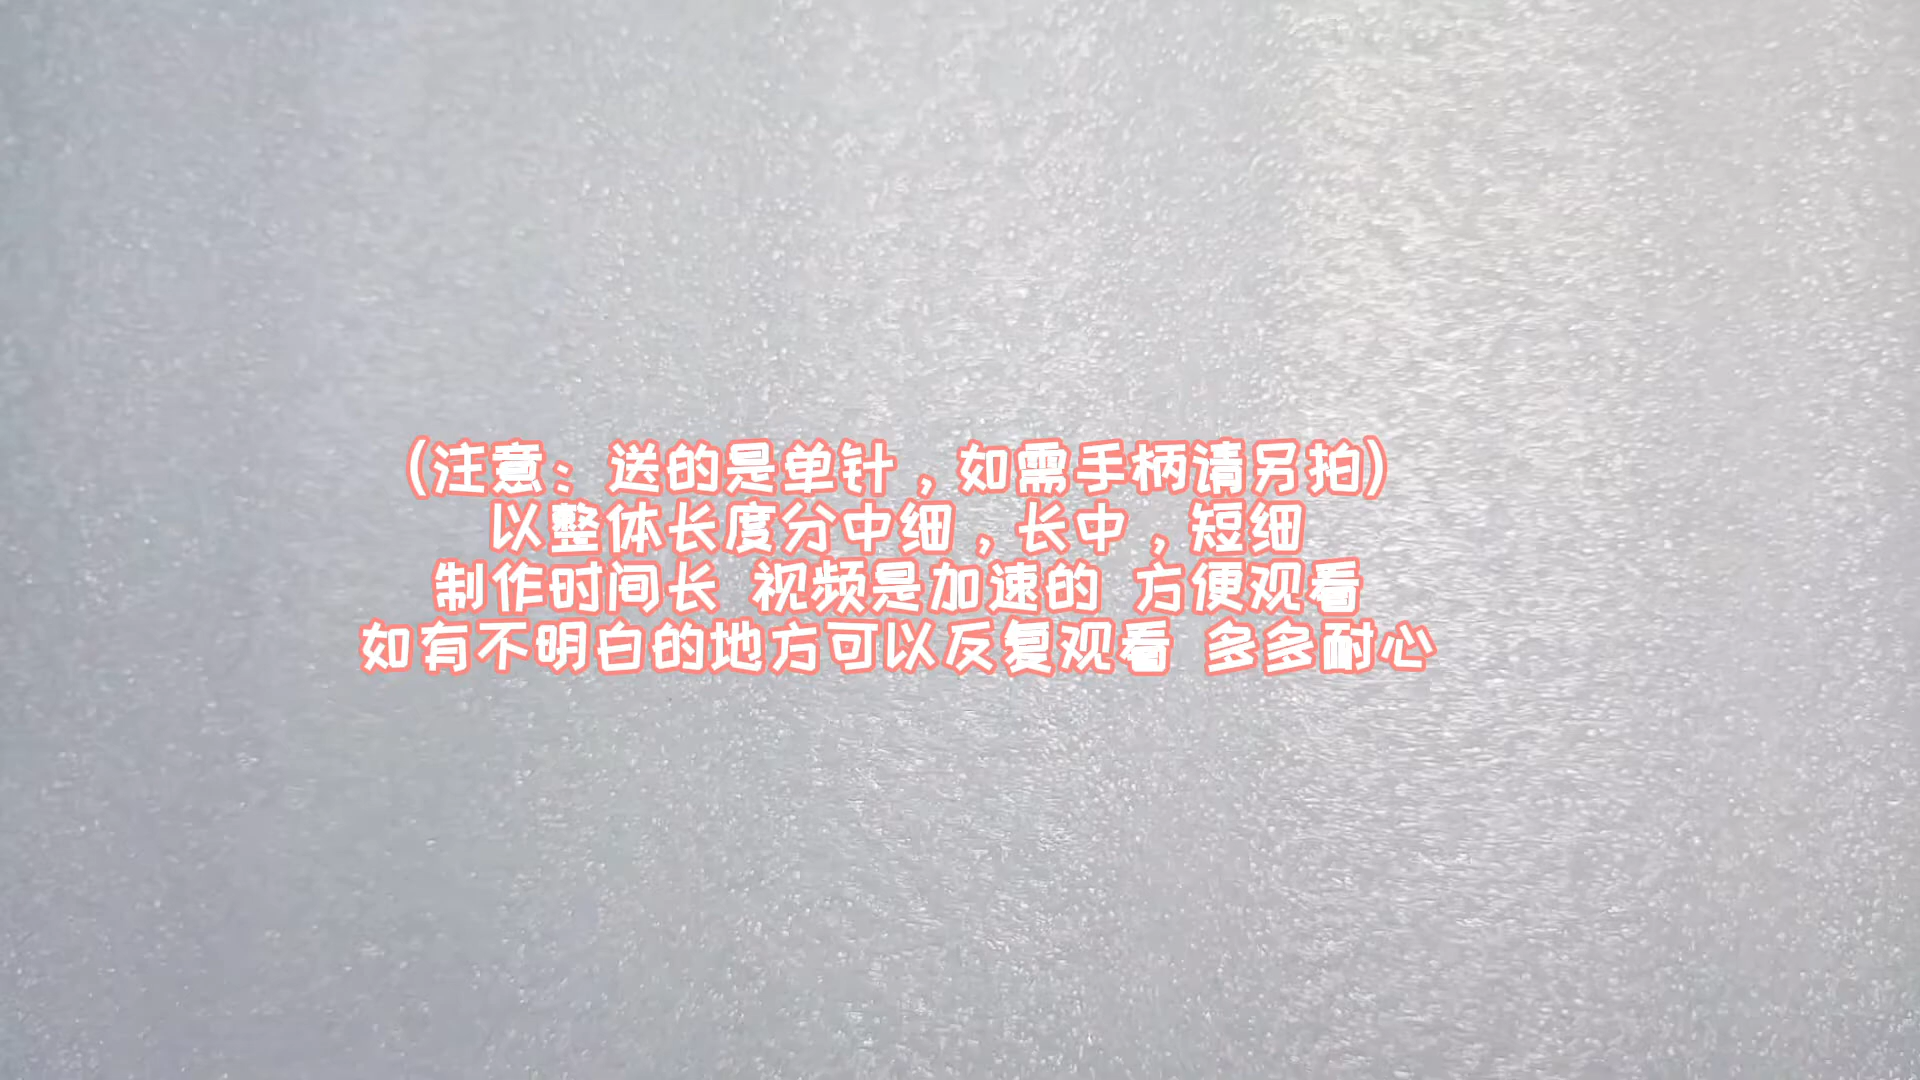 （注意：送的是单针，如需手柄请另拍）
以整体长度分中细，长中，短细
制作时间长 视频是加速的 方便观看
如有不明白的地方可以反复观看 多多耐心